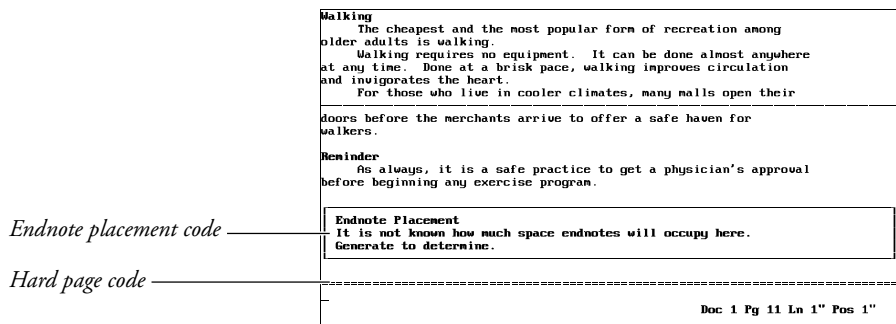 Walking
The cheapest and the most popular form of recreation among
older adults is walking.
Walking requires no equipment.  It can be done almost anywhere
at any time.  Done at a brisk pace, walking improves circulation
and invigorates the heart.
For those who live in cooler climates, many malls open their
doors before the merchants arrive to offer a safe haven for
walkers.
Reminder
As always, it is a safe practice to get a physician's approval
before beginning any exercise program.
Endnote Placement
Endnote placement code
It is not known how much space endnotes will occupy here.
Generate to determine.
Hard page code
Doc 1 Pg 11 Ln 1" Pos 1"